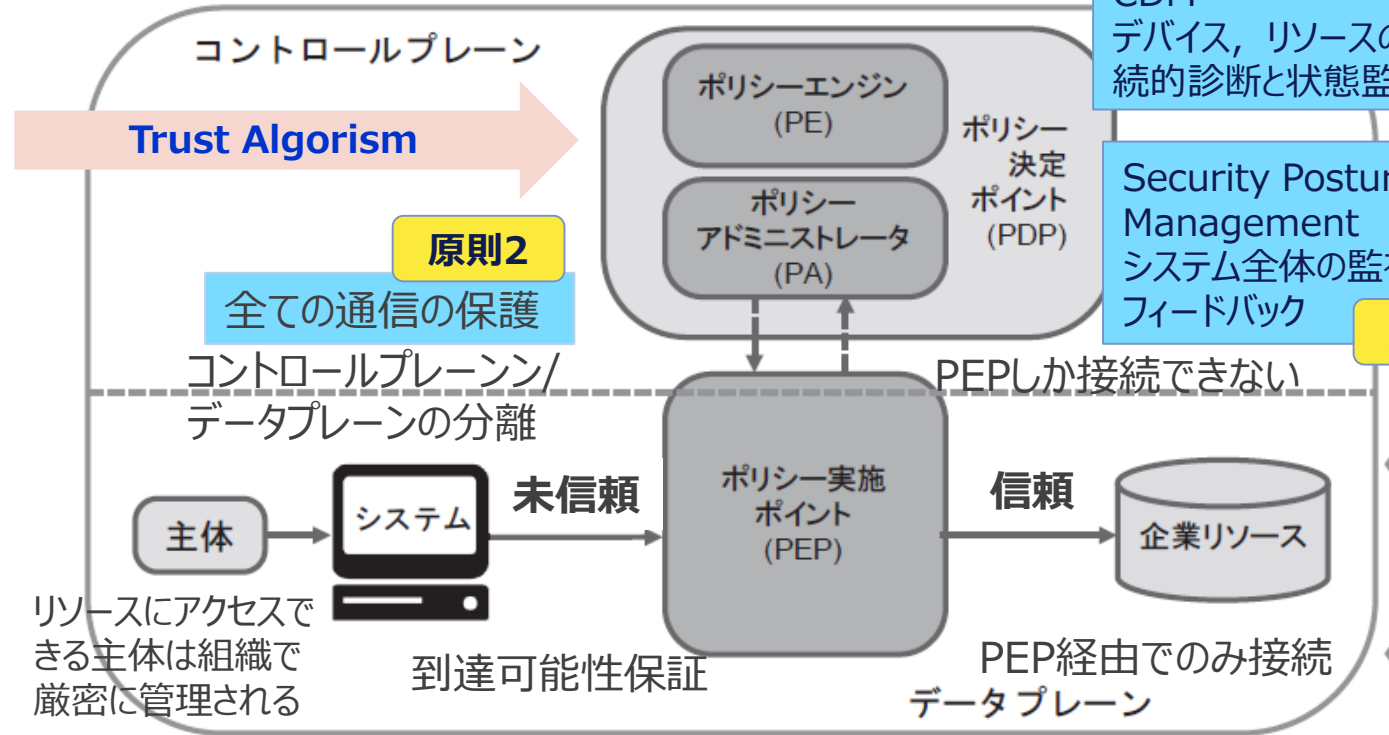 コントロールプレーン
Trust Algorism
ポリシーエンジン
(PE)
ポリシー
アドミニストレータ
(PA)
ポリシー
決定
ポイント
(PDP)
デバイス，リソースの
続的診断と状態監
Security Postur
Management
システム全体の監
フィードバック
原則2
全ての通信の保護
コントロールプレーンン/
データプレーンの分離
PEPしか接続できない
主体
システム
未信頼
ポリシー実施
ポイント
(PEP)
信頼
企業リソース
リソースにアクセスで
きる主体は組織で
厳密に管理される
到達可能性保証
PEP経由でのみ接続
データプレーン